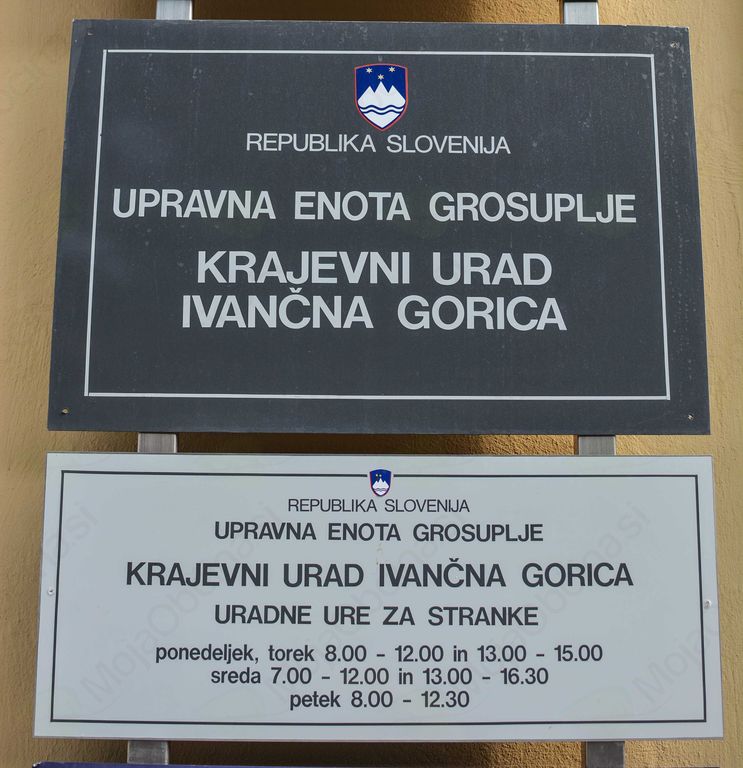 REPUBLIKA SLOVENIJA
UPRAVNA ENOTA GROSUPLJE
KRAJEVNI URAD
IVANČNA GORICA
REPUBLIKA SLOVENIJA
UPRAVNA ENOTA GROSUPLJE
KRAJEVNI URAD IVANČNA GORICA
URADNE URE ZA STRANKE
ponedeljek, torek 8.00 - 12.00 in 13.00 - 15.00
sreda 7.00 - 12.00 in 13.00 - 16.30
petek 8.00 - 12.30